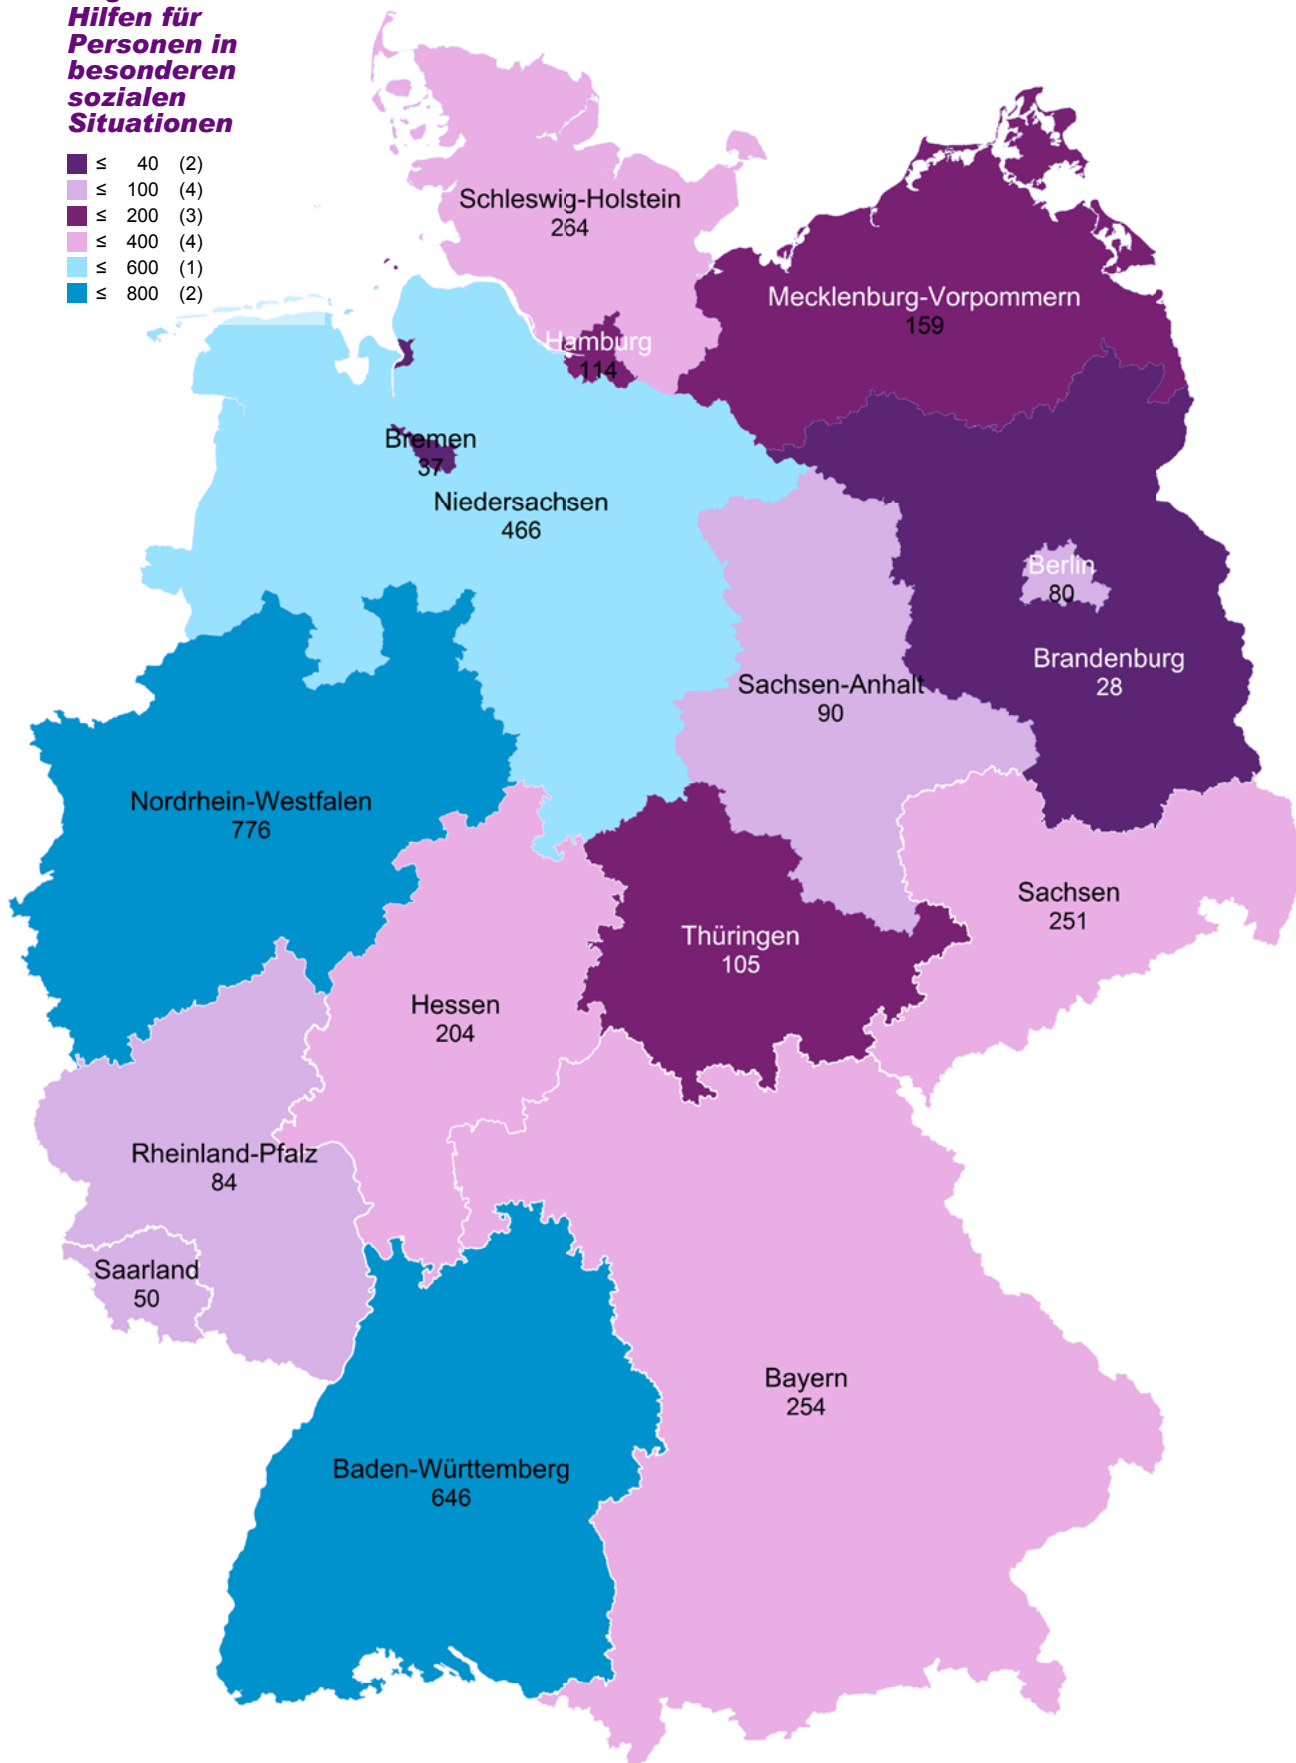 Hilfen für
Personen in
besonderen
sozialen
Situationen
≤ 40 (2)
≤ 100 (4)
≤ 200 (3)
≤ 400 (4)
≤ 600 (1)
≤ 800 (2)
Schleswig-Holstein
264
Mecklenburg-Vorpommern
159
Hamburg
114
Bremen
37
Niedersachsen
466
Berlin
80
Brandenburg
28
Sachsen-Anhalt
90
Nordrhein-Westfalen
776
Sachsen
251
Thüringen
105
Hessen
204
Rheinland-Pfalz
84
Saarland
50
Bayern
254
Baden-Württemberg
646